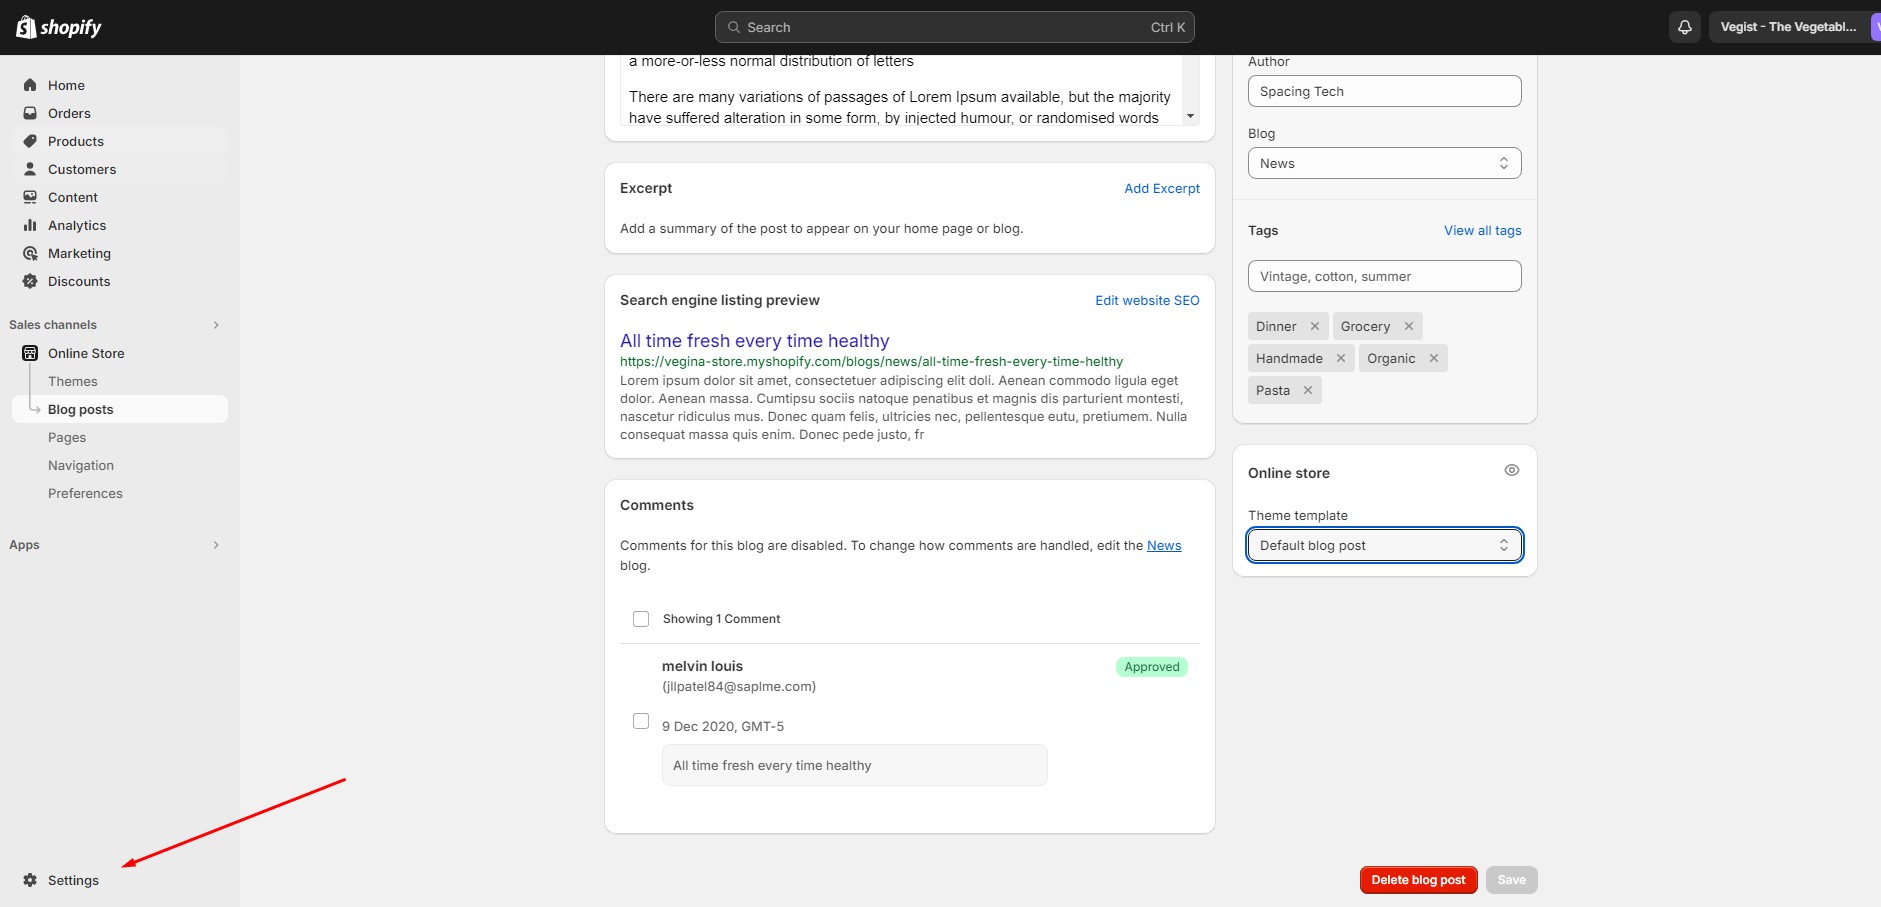 shopify
Search
Ctrl K
Vegist - The Vegetabl...
Home
Orders
Products
Customers
Content
Analytics
Marketing
Discounts
Sales channels
Online Store
Themes
Blog posts
Pages
Navigation
Preferences
Apps
Settings
a more-or-less normal distribution of letters
There are many variations of passages of Lorem Ipsum available, but the majority
have suffered alteration in some form, by injected humour, or randomised words
Excerpt
Add Excerpt
Add a summary of the post to appear on your home page or blog.
Search engine listing preview
Edit website SEO
All time fresh every time healthy
https://vegina-store.myshopify.com/blogs/news/all-time-fresh-every-time-helthy
Lorem ipsum dolor sit amet, consectetuer adipiscing elit doli. Aenean commodo ligula eget
dolor. Aenean massa. Cumtipsu sociis natoque penatibus et magnis dis parturient montesti,
nascetur ridiculus mus. Donec quam felis, ultricies nec, pellentesque eutu, pretiumem. Nulla
consequat massa quis enim. Donec pede justo, fr
Comments
Comments for this blog are disabled. To change how comments are handled, edit the News
blog.
Showing 1 Comment
melvin louis
Approved
(jllpatel84@saplme.com)
9 Dec 2020, GMT-5
All time fresh every time healthy
Author
Spacing Tech
Blog
News
Tags
View all tags
Vintage, cotton, summer
Dinner
Grocery
Handmade
Organic
Pasta
Online store
Theme template
Default blog post
Delete blog post
Save